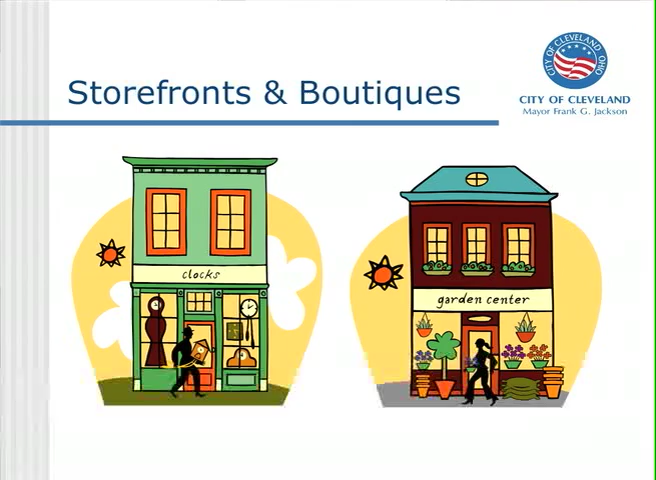 Storefronts & Boutiques
CITY OF CLEVELAND OHIO
CITY OF CLEVELAND
Mayor Frank G. Jackson
clocks
garden center